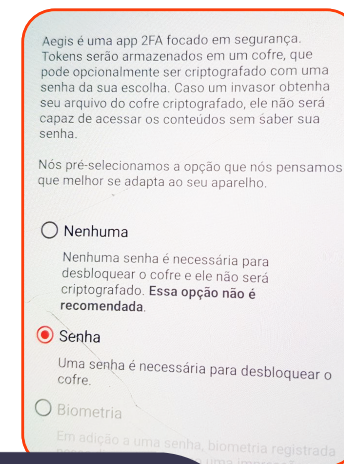 Aegis é uma app 2FA focado em segurança.
Tokens serão armazenados em um cofre, que
pode opcionalmente ser criptografado com uma
senha da sua escolha. Caso um invasor obtenha
seu arquivo do cofre criptografado, ele não será
capaz de acessar os conteúdos sem saber sua
senha.
Nós pré-selecionamos a opção que nós pensamos
que melhor se adapta ao seu aparelho.
Nenhuma
Nenhuma senha é necessária para
desbloquear o cofre e ele não será
criptografado. Essa opção não é
recomendada.
Senha
Uma senha é necessária para desbloquear o
cofre.
Biometria
Em adição a uma senha, biometria registrada